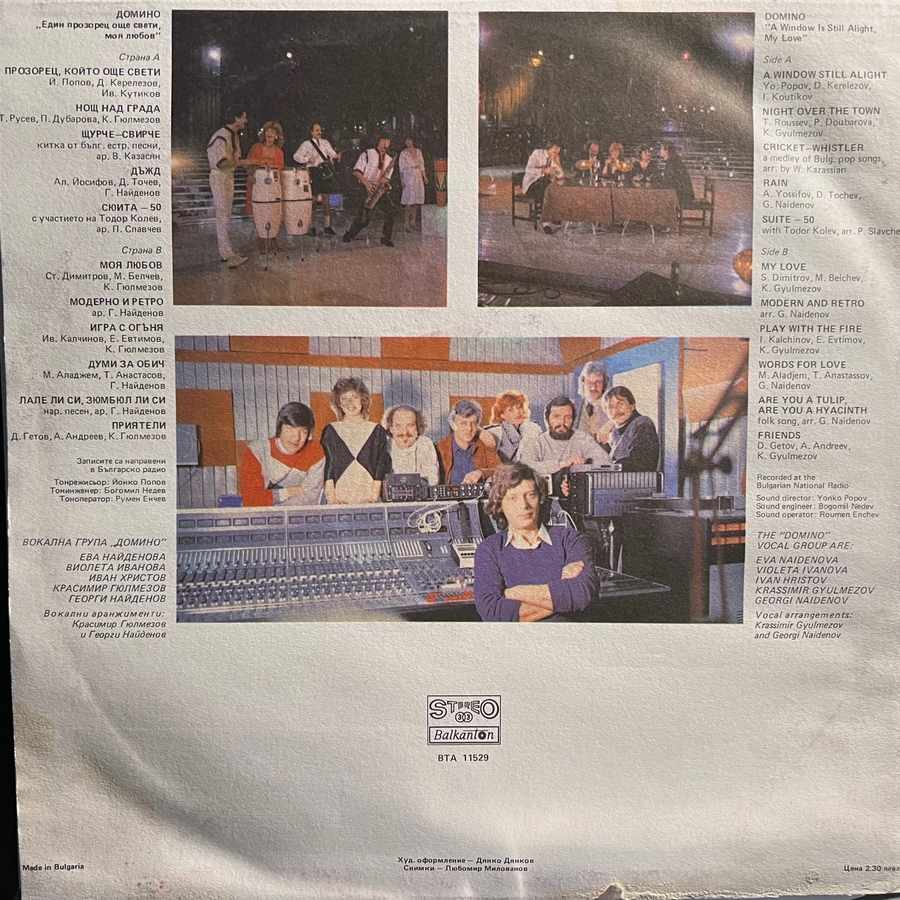 ДОМИНО
„Един прозорец още свети,
моя любов"
Страна А
ПРОЗОРЕЦ, КОЙТО ОЩЕ СВЕТИ
Й. Попов, Д. Керелезов,
Ив. Кутиков
НОЩ НАД ГРАДА
Т. Русев, П. Дубарова, К. Гюлмезов
ЩУРЧЕ–СВИРЧЕ
китка от бълг. естр. песни,
ар. В. Казасян
ДЪЖД
Ал. Йосифов, Д. Точев,
Г. Найденов
СЮИТА – 50
с участието на Тодор Колев,
ар. П. Славчев
Страна В
МОЯ ЛЮБОВ
Ст. Димитров, М. Белчев,
К. Гюлмезов
МОДЕРНО И РЕТРО
ар. Г. Найденов
ИГРА С ОГЪНЯ
Ив. Калчинов, Е. Евтимов,
К. Гюлмезов
ДУМИ ЗА ОБИЧ
М. Аладжем, Т. Анастасов,
Г. Найденов
ЛАЛЕ ЛИ СИ, ЗЮМБЮЛ ЛИ СИ
нар. песен, ар. Г. Найденов
ПРИЯТЕЛИ
Д. Гетов, А. Андреев, К. Гюлмезов
Записите са направени
в Българско радио
Тонрежисьор: Йонко Попов
Тонинженер: Богомил Недев
Тоноператор: Румен Енчев
ВОКАЛНА ГРУПА „ДОМИНО"
ЕВА НАЙДЕНОВА
ВИОЛЕТА ИВАНОВА
ИВАН ХРИСТОВ
КРАСИМИР ГЮЛМЕЗОВ
ГЕОРГИ НАЙДЕНОВ
Вокални аранжименти:
Красимир Гюлмезов
и Георги Найденов
DOMINO
"A Window Is Still Alight,
My Love"
Side A
A WINDOW STILL ALIGHT
Yo. Popov, D. Kerelezov,
I. Koutikov
NIGHT OVER THE TOWN
T. Roussev, P. Doubarova,
K. Gyulmezov
CRICKET–WHISTLER
a medley of Bulg. pop songs,
arr. by W. Kazassian
RAIN
A. Yossifov, D. Tochev,
G. Naidenov
SUITE – 50
with Todor Kolev, arr. P. Slavche
Side B
MY LOVE
S. Dimitrov, M. Belchev,
K. Gyulmezov
MODERN AND RETRO
arr. G. Naidenov
PLAY WITH THE FIRE
I. Kalchinov, E. Evtimov,
K. Gyulmezov
WORDS FOR LOVE
M. Aladjem, T. Anastassov,
G. Naidenov
ARE YOU A TULIP,
ARE YOU A HYACINTH
folk song, arr. G. Naidenov
FRIENDS
D. Getov, A. Andreev,
K. Gyulmezov
Recorded at the
Bulgarian National Radio
Sound director: Yonko Popov
Sound engineer: Bogomil Nedev
Sound operator: Roumen Enchev
THE "DOMINO"
VOCAL GROUP ARE:
EVA NAIDENOVA
VIOLETA IVANOVA
IVAN HRISTOV
KRASSIMIR GYULMEZOV
GEORGI NAIDENOV
Vocal arrangements:
Krassimir Gyulmezov
and Georgi Naidenov
STEREO
33
Balkanton
ВТА 11529
Made in Bulgaria
Худ. оформление – Дянко Дянков
Снимки – Любомир Милованов
Цена 2.30 лева